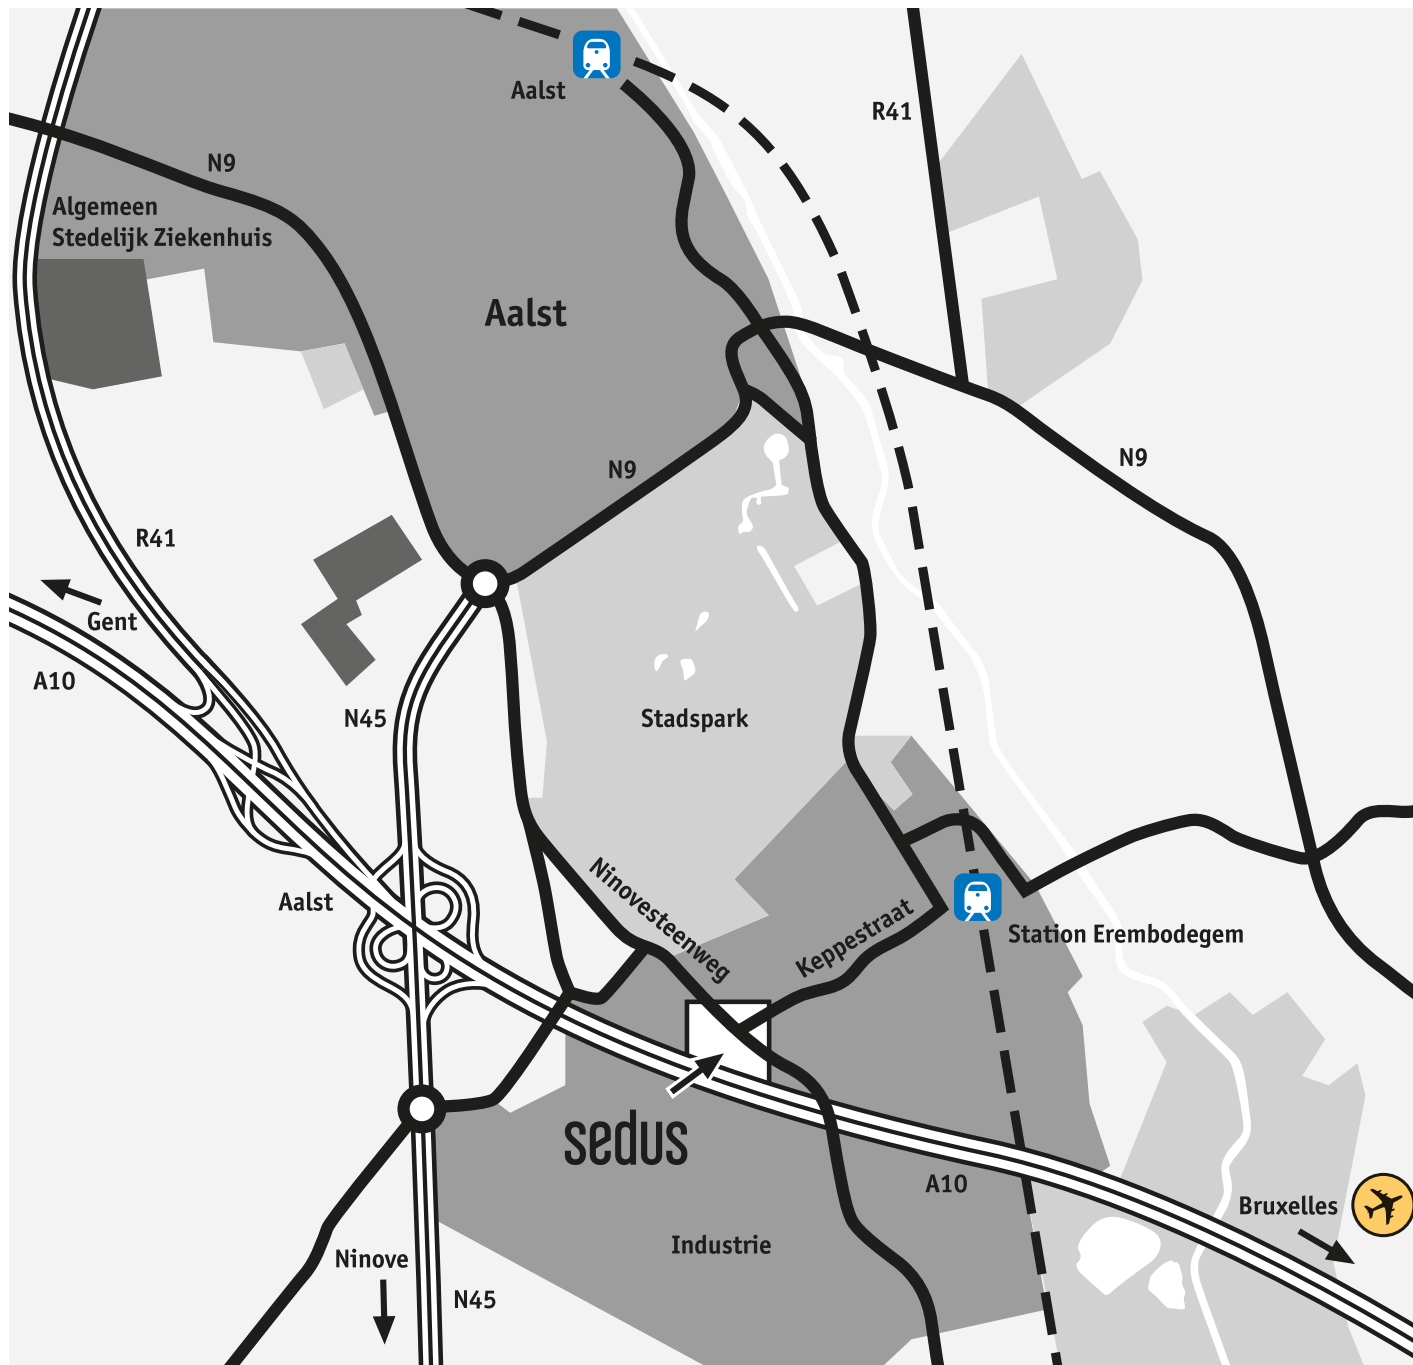 Aalst
R41
N9
Algemeen
Stedelijk Ziekenhuis
Aalst
N9
N9
R41
Gent
A10
N45
Stadspark
Aalst
Ninovesteenweg
Keppestraat
Station Erembodegem
sedus
A10
Bruxelles
Industrie
Ninove
N45